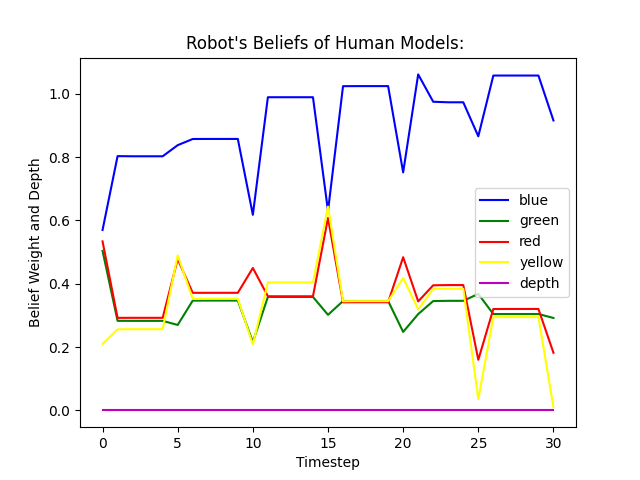 Robot's Beliefs of Human Models:
Belief Weight and Depth
1.0
0.8
0.6
0.4
0.2
0.0
blue
green
red
yellow
depth
0 5 10 15 20 25 30
Timestep